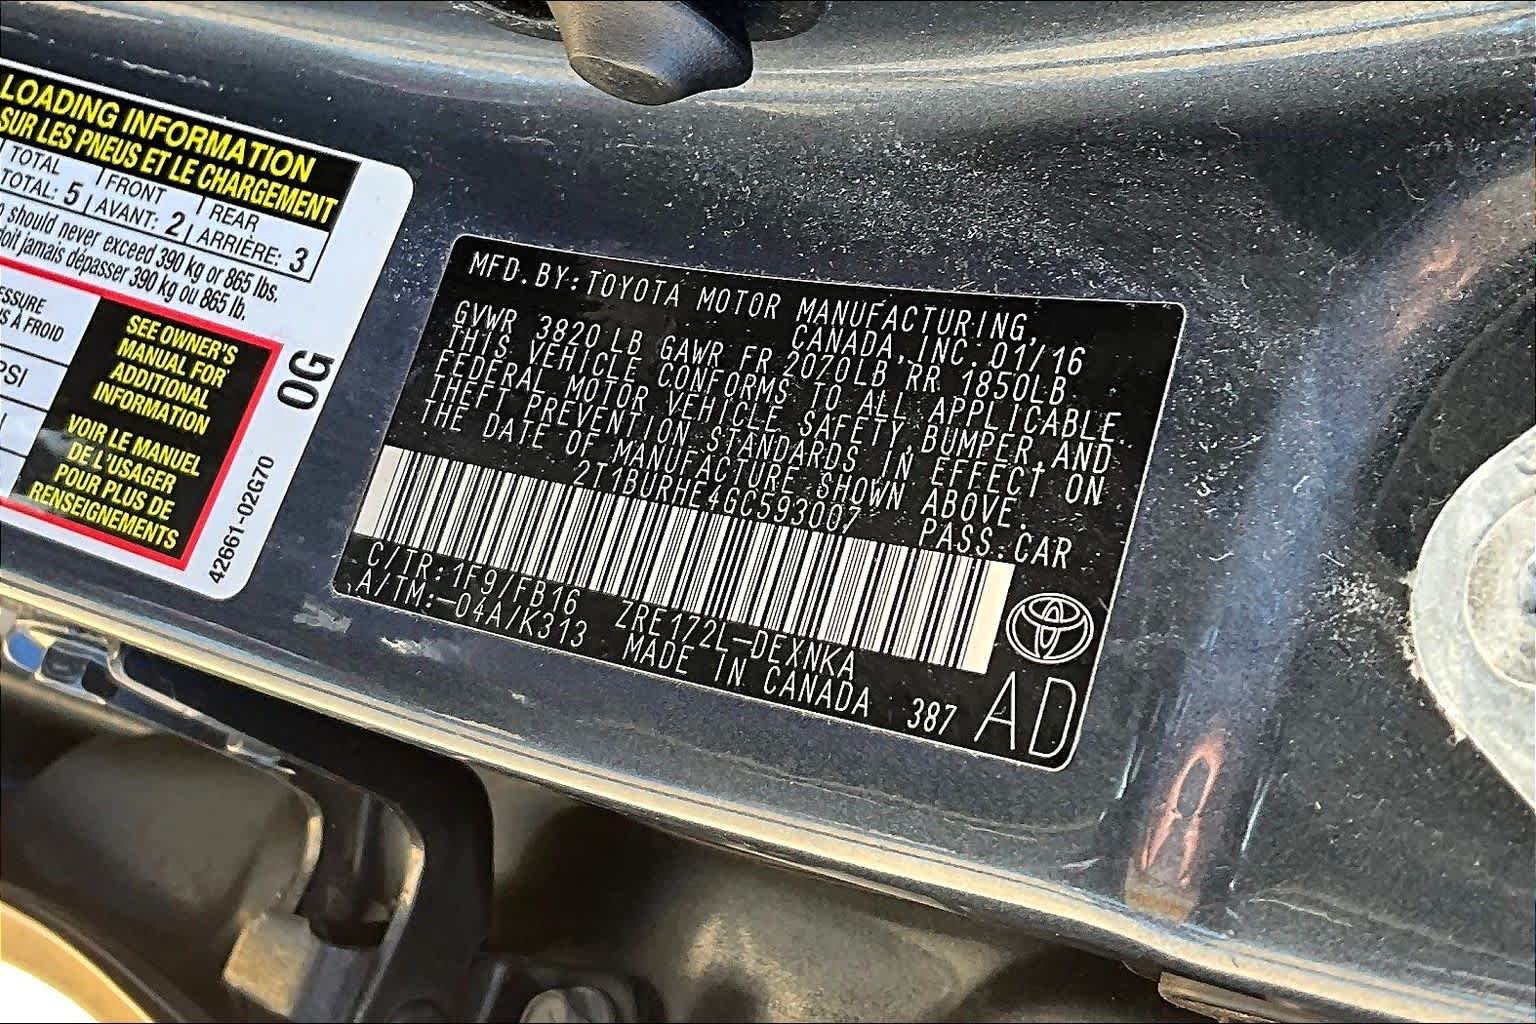 LOADING INFORMATION
SUR LES PNEUS ET LE CHARGEMENT
TOTAL FRONT REAR
TOTAL: 5 AVANT: 2 ARRIÈRE: 3
should never exceed 390 kg or 865 lbs.
doit jamais dépasser 390 kg ou 865 lb.
À FROID
PSI
SEE OWNER'S
MANUAL FOR
ADDITIONAL
INFORMATION
VOIR LE MANUEL
DE L'USAGER
POUR PLUS DE
RENSEIGNEMENTS
0G
42661-02G70
MFD.BY:TOYOTA MOTOR MANUFACTURING,
CANADA,INC.01/16
GVWR 3820LB GAWR FR 2070LB RR 1850LB
THIS VEHICLE CONFORMS TO ALL APPLICABLE
FEDERAL MOTOR VEHICLE SAFETY,BUMPER,AND
THEFT PREVENTION STANDARDS IN EFFECT ON
THE DATE OF MANUFACTURE SHOWN ABOVE.
2T1BURHE4GC593007 PASS.CAR
C/TR:1F9/FB16 ZRE172L-DEXNKA
A/TM:-04A/K313 MADE IN CANADA 387 AD